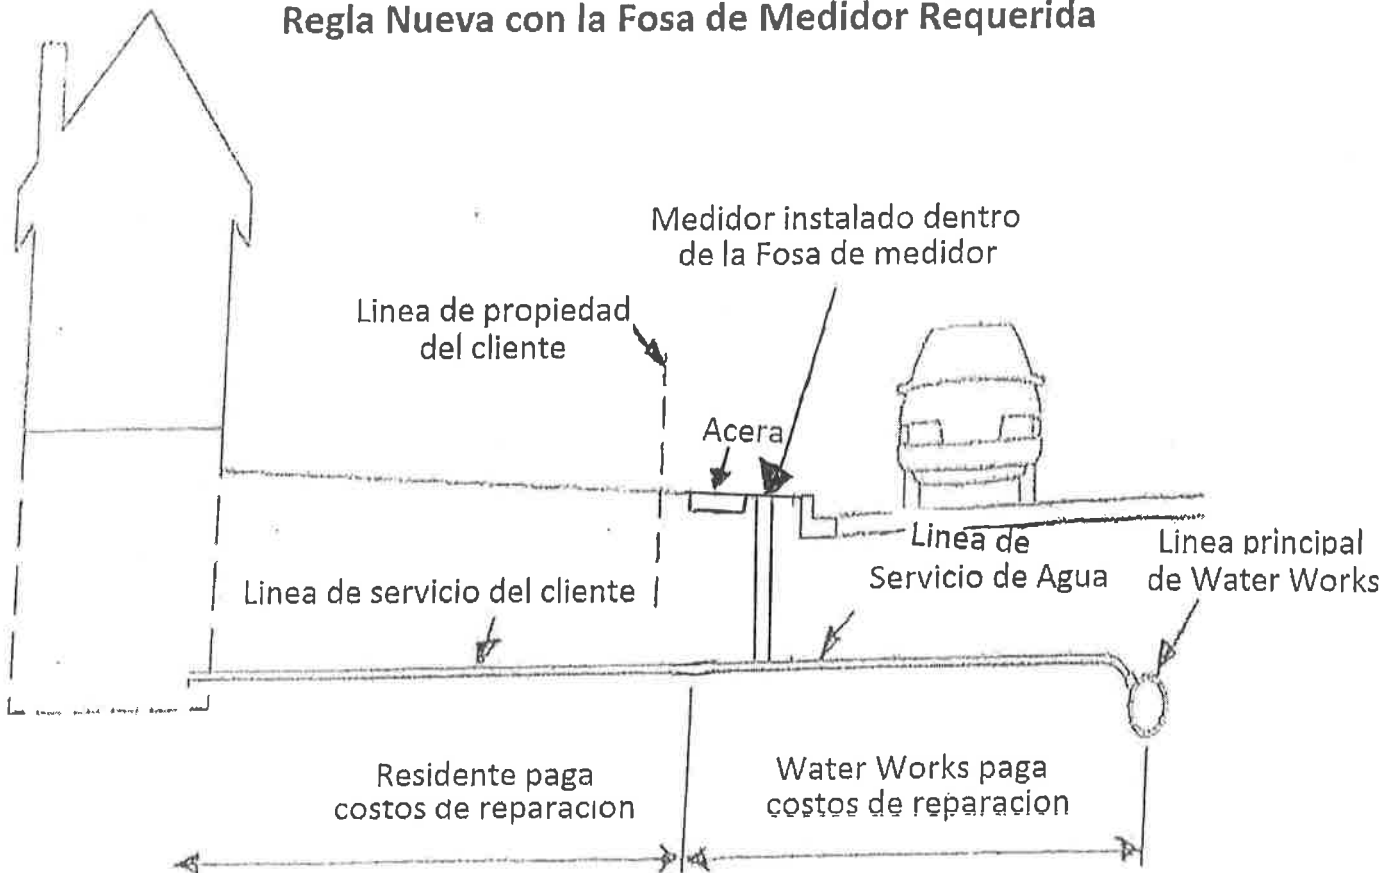 Regla Nueva con la Fosa de Medidor Requerida
Medidor instalado dentro
de la Fosa de medidor
Linea de propiedad
del cliente
Acera
Linea de
Servicio de Agua
Linea principal
de Water Works
Linea de servicio del cliente
Residente paga
costos de reparacion
Water Works paga
costos de reparacion